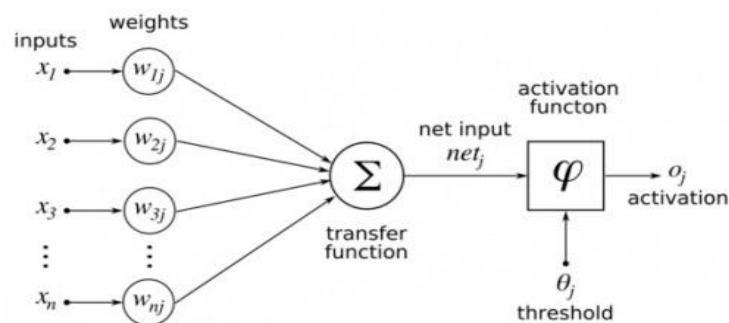 inputs
weights
x1
w1j
x2
w2j
x3
w3j
xn
wnj
Σ
transfer
function
net input
netj
activation
functon
φ
oj
activation
θj
threshold